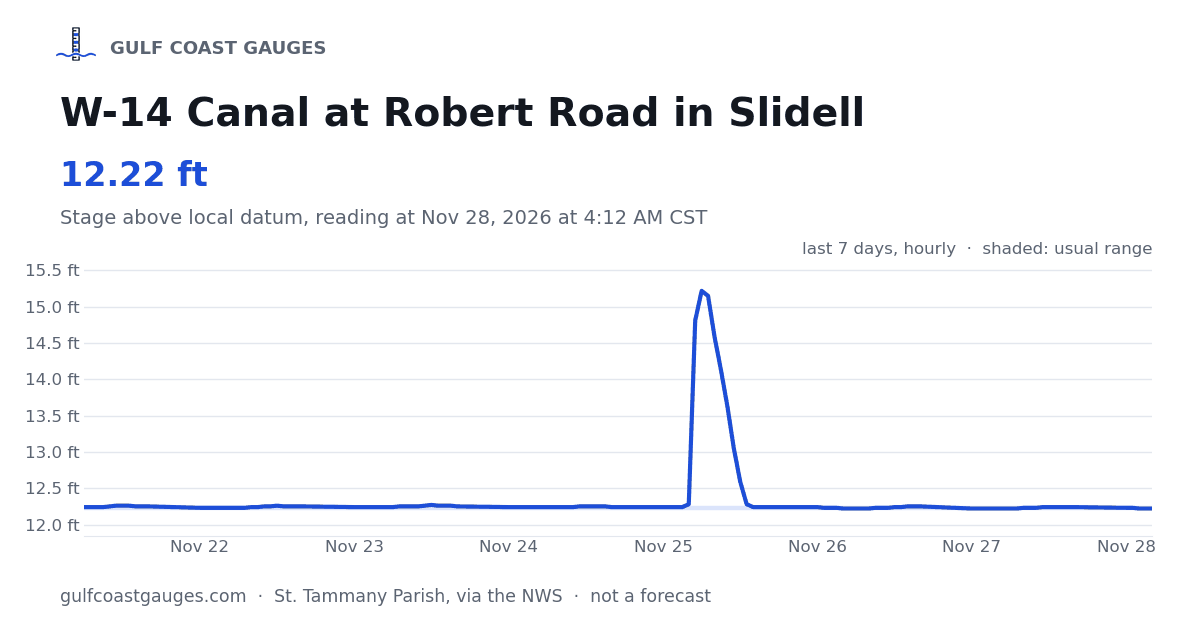 GULF COAST GAUGES
W-14 Canal at Robert Road in Slidell
12.22 ft
Stage above local datum, reading at Nov 28, 2026 at 4:12 AM CST
last 7 days, hourly · shaded: usual range
15.5 ft
15.0 ft
14.5 ft
14.0 ft
13.5 ft
13.0 ft
12.5 ft
12.0 ft
Nov 22 Nov 23 Nov 24 Nov 25 Nov 26 Nov 27 Nov 28
gulfcoastgauges.com · St. Tammany Parish, via the NWS · not a forecast